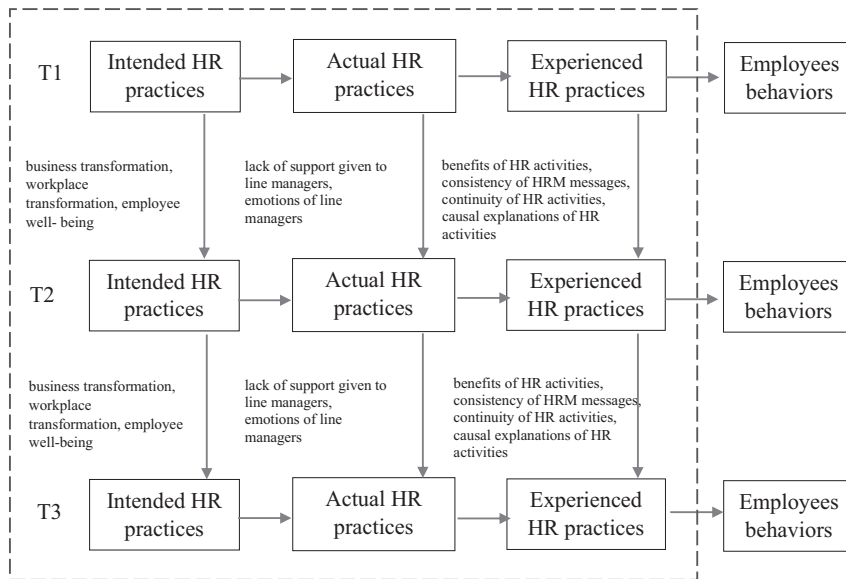 T1
Intended HR
practices
Actual HR
practices
Experienced
HR practices
Employees
behaviors
business transformation,
workplace
transformation, employee
well- being
lack of support given to
line managers,
emotions of line
managers
benefits of HR activities,
consistency of HRM messages,
continuity of HR activities,
causal explanations of HR
activities
T2
Intended HR
practices
Actual HR
practices
Experienced
HR practices
Employees
behaviors
business transformation,
workplace
transformation, employee
well-being
lack of support given to
line managers,
emotions of line
managers
benefits of HR activities,
consistency of HRM messages,
continuity of HR activities,
causal explanations of HR
activities
T3
Intended HR
practices
Actual HR
practices
Experienced
HR practices
Employees
behaviors